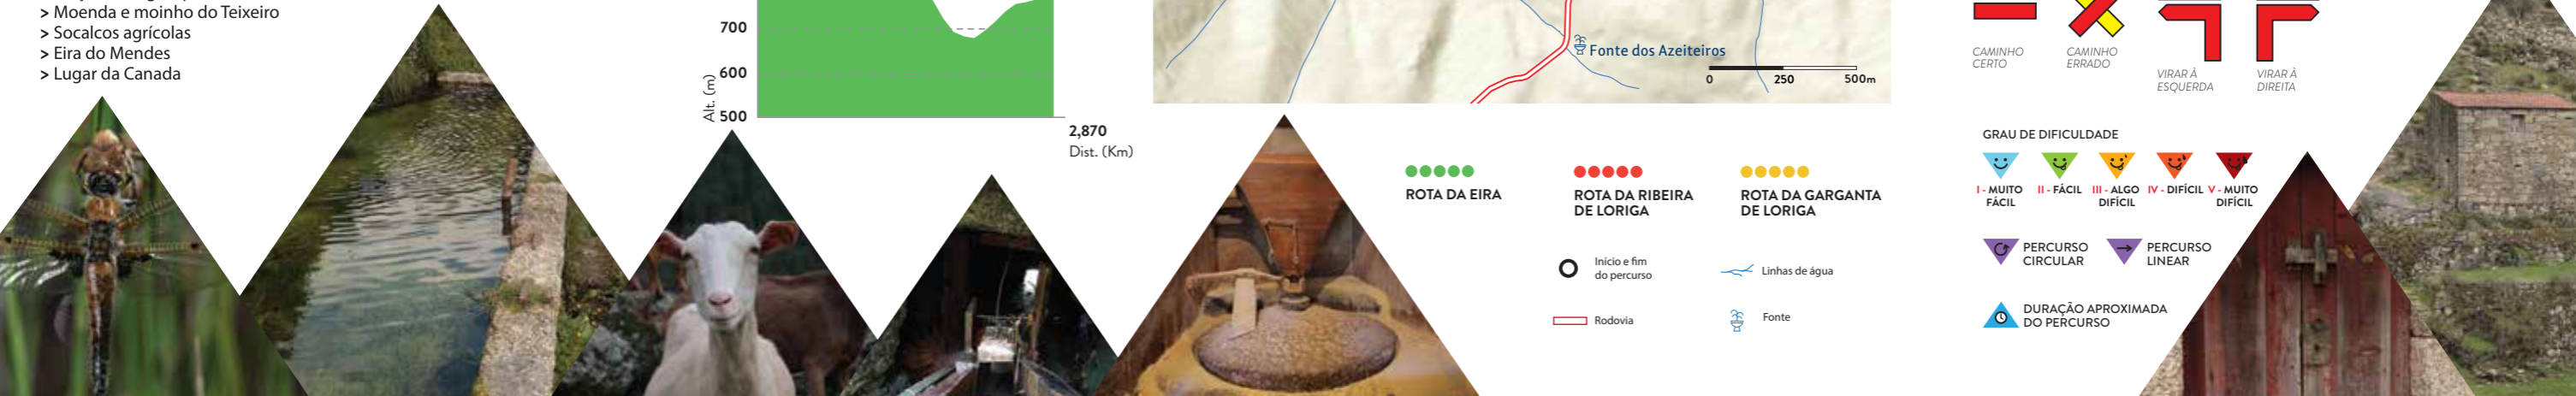 > Moenda e moinho do Teixeiro
> Socalcos agrícolas
> Eira do Mendes
> Lugar da Canada
700
600
500
Alt. (m)
2,870
Dist. (Km)
Fonte dos Azeiteiros
0 250 500m
ROTA DA EIRA
ROTA DA RIBEIRA
DE LORIGA
ROTA DA GARGANTA
DE LORIGA
Início e fim
do percurso
Linhas de água
Rodovia
Fonte
CAMINHO
CERTO
CAMINHO
ERRADO
VIRAR À
ESQUERDA
VIRAR À
DIREITA
GRAU DE DIFICULDADE
I - MUITO
FÁCIL
II - FÁCIL
III - ALGO
DIFÍCIL
IV - DIFÍCIL
V - MUITO
DIFÍCIL
PERCURSO
CIRCULAR
PERCURSO
LINEAR
DURAÇÃO APROXIMADA
DO PERCURSO